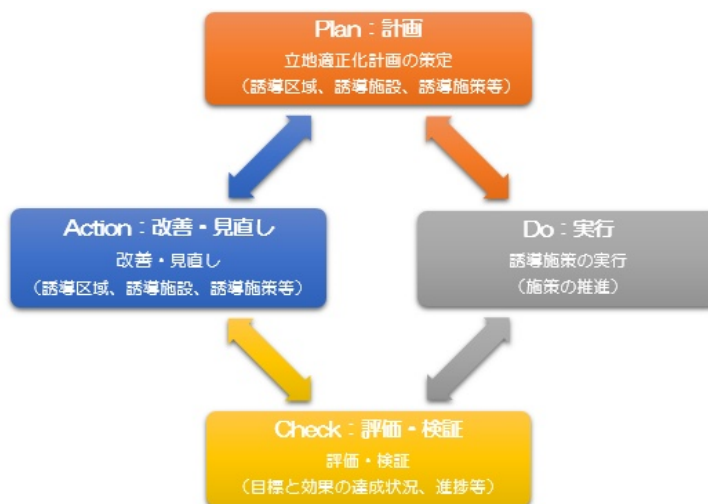 Plan：計画
立地適正化計画の策定
（誘導区域、誘導施設、誘導施策等）
Action：改善・見直し
改善・見直し
（誘導区域、誘導施設、誘導施策等）
Do：実行
誘導施策の実行
（施策の推進）
Check：評価・検証
評価・検証
（目標と効果の達成状況、進捗等）